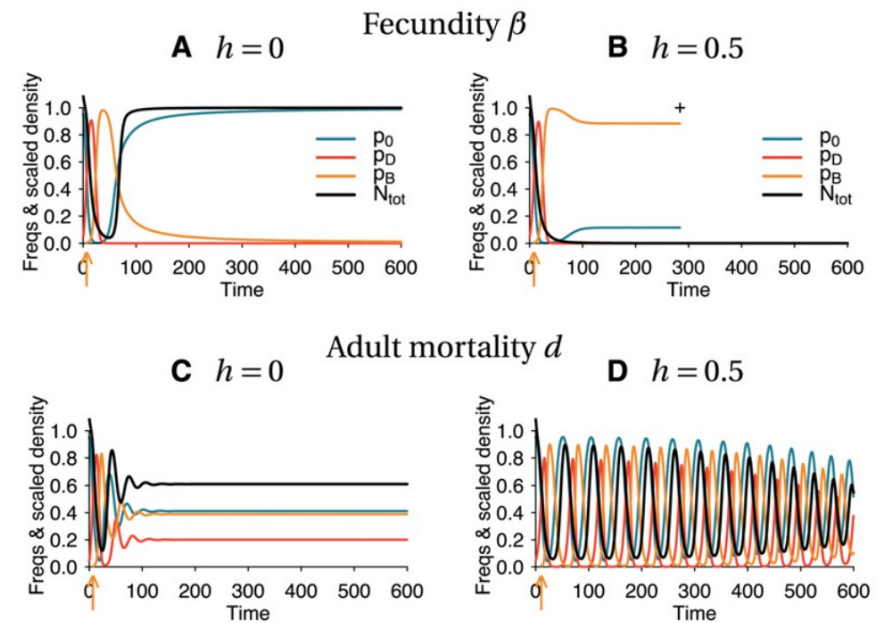 Fecundity β
A h = 0
B h = 0.5
Freqs & scaled density
1.0
0.8
0.6
0.4
0.2
0.0
p0
pD
pB
Ntot
0 100 200 300 400 500 600
Time
Freqs & scaled density
1.0
0.8
0.6
0.4
0.2
0.0
+
p0
pD
pB
Ntot
0 100 200 300 400 500 600
Time
Adult mortality d
C h = 0
D h = 0.5
Freqs & scaled density
1.0
0.8
0.6
0.4
0.2
0.0
0 100 200 300 400 500 600
Time
Freqs & scaled density
1.0
0.8
0.6
0.4
0.2
0.0
0 100 200 300 400 500 600
Time